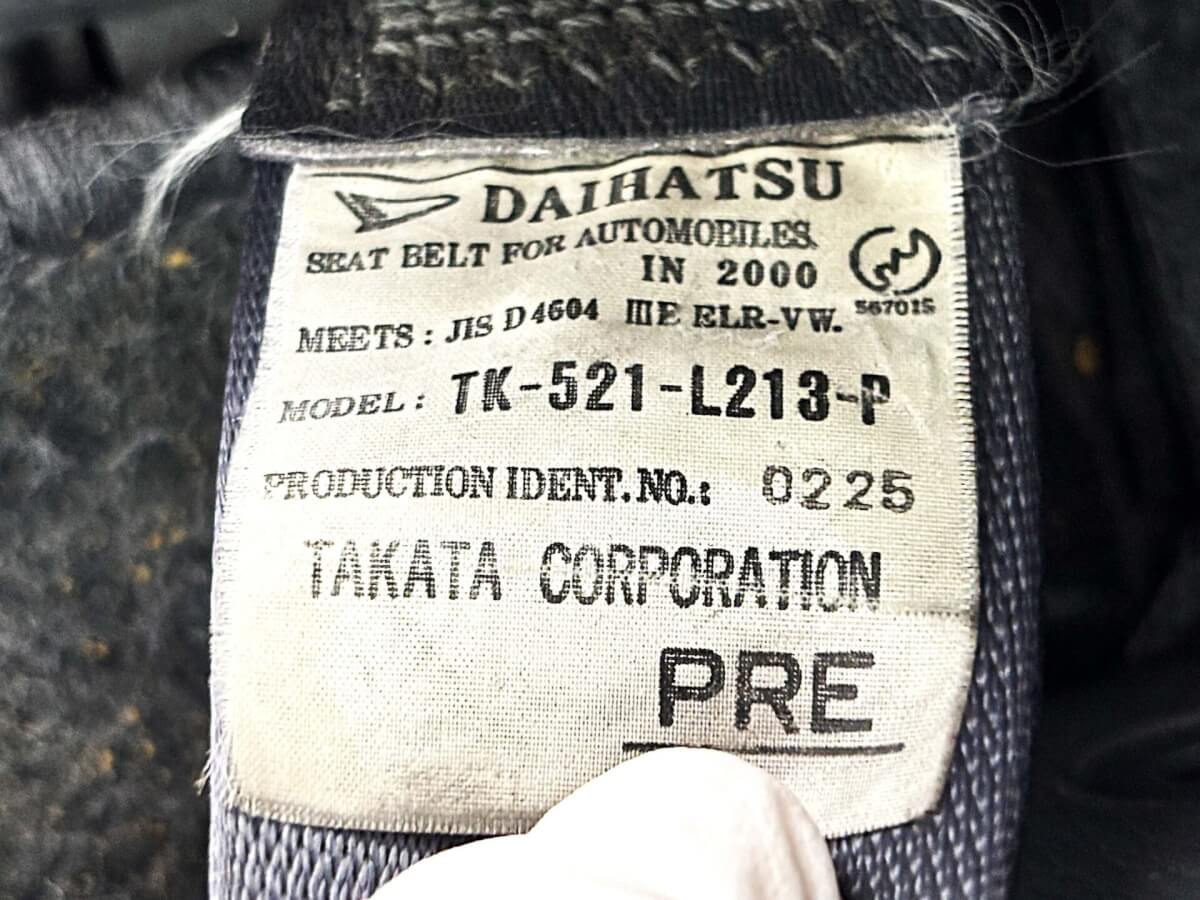 DAIHATSU
SEAT BELT FOR AUTOMOBILES.
IN 2000
567015
MEETS : JIS D 4604 IIIE ELR-VW.
MODEL : TK-521-L213-P
PRODUCTION IDENT. NO.: 0225
TAKATA CORPORATION
PRE